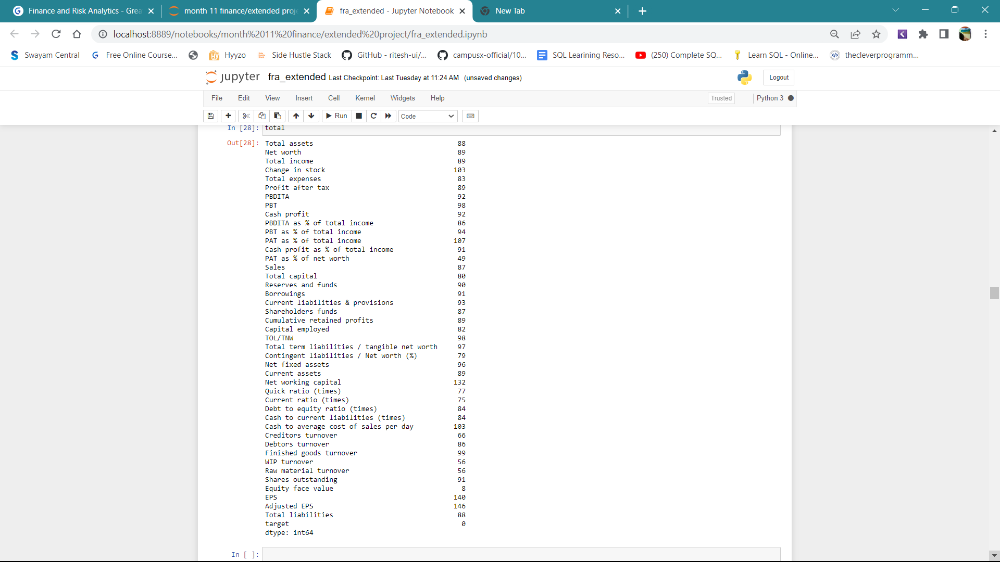 Finance and Risk Analytics - Grea
month 11 finance/extended proje
fra_extended - Jupyter Notebook
New Tab
localhost:8889/notebooks/month%2011%20finance/extended%20project/fra_extended.ipynb
Swayam Central
Free Online Course...
Hyyzo
Side Hustle Stack
GitHub - ritesh-ui/...
campusx-official/10...
SQL Learining Reso...
(250) Complete SQ...
Learn SQL - Online...
thecleverprogramm...
jupyter fra_extended Last Checkpoint: Last Tuesday at 11:24 AM (unsaved changes)
Logout
File Edit View Insert Cell Kernel Widgets Help
Trusted
Python 3
Run
Code
In [28]: total
Out[28]: Total assets 88
Net worth 89
Total income 89
Change in stock 103
Total expenses 83
Profit after tax 89
PBDITA 92
PBT 98
Cash profit 92
PBDITA as % of total income 86
PBT as % of total income 94
PAT as % of total income 107
Cash profit as % of total income 91
PAT as % of net worth 49
Sales 87
Total capital 80
Reserves and funds 90
Borrowings 91
Current liabilities & provisions 93
Shareholders funds 87
Cumulative retained profits 89
Capital employed 82
TOL/TNW 98
Total term liabilities / tangible net worth 97
Contingent liabilities / Net worth (%) 79
Net fixed assets 96
Current assets 89
Net working capital 132
Quick ratio (times) 77
Current ratio (times) 75
Debt to equity ratio (times) 84
Cash to current liabilities (times) 84
Cash to average cost of sales per day 103
Creditors turnover 66
Debtors turnover 86
Finished goods turnover 99
WIP turnover 56
Raw material turnover 56
Shares outstanding 91
Equity face value 8
EPS 140
Adjusted EPS 146
Total liabilities 88
target 0
dtype: int64
In [ ]: